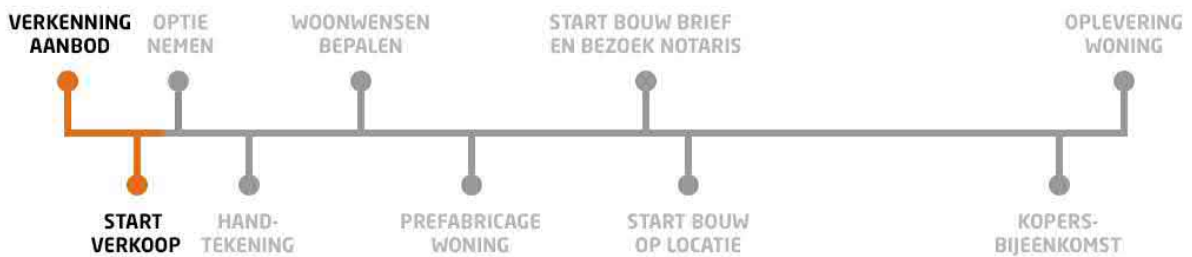 VERKENNING
AANBOD
OPTIE
NEMEN
WOONWENSEN
BEPALEN
START BOUW BRIEF
EN BEZOEK NOTARIS
OPLEVERING
WONING
START
VERKOOP
HAND-
TEKENING
PREFABRICAGE
WONING
START BOUW
OP LOCATIE
KOPERS-
BIJEENKOMST